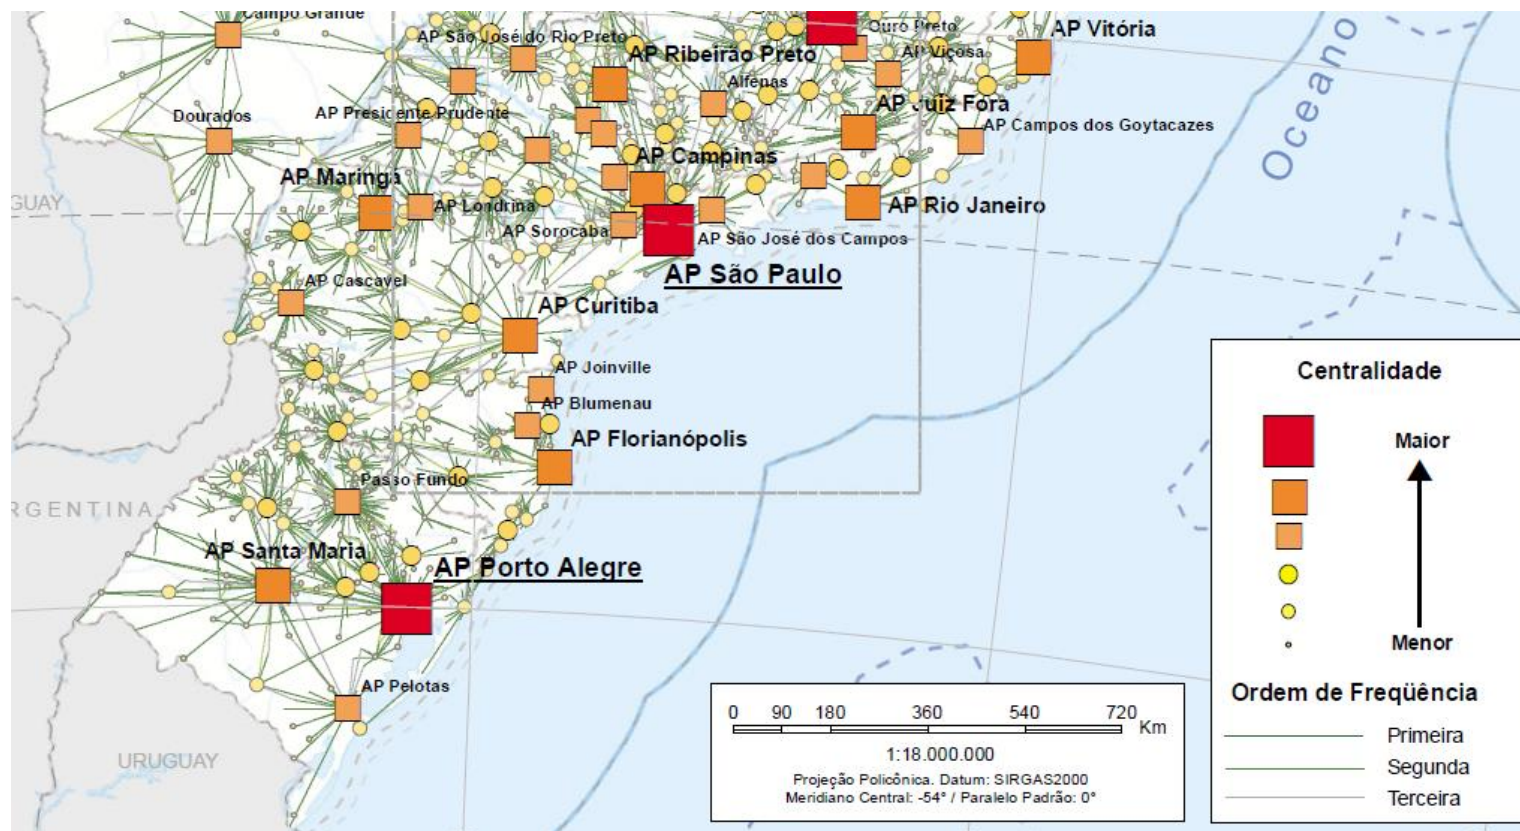 Campo Grande
AP São José do Rio Preto
AP Ribeirão Preto
Ouro Preto
AP Viçosa
AP Vitória
Oceano
Alfenas
AP Juiz Fora
Dourados
AP Presidente Prudente
AP Campos dos Goytacazes
AP Campinas
AP Maringá
GUAY
AP Londrina
AP Rio Janeiro
AP Sorocaba
AP São José dos Campos
AP São Paulo
AP Cascavel
AP Curitiba
AP Joinville
AP Blumenau
AP Florianópolis
Passo Fundo
RGENTINA
AP Santa Maria
AP Porto Alegre
AP Pelotas
URUGUAY
0 90 180 360 540 720
Km
1:18.000.000
Projeção Policônica. Datum: SIRGAS2000
Meridiano Central: -54° / Paralelo Padrão: 0°
Centralidade
Maior
Menor
Ordem de Freqüência
Primeira
Segunda
Terceira